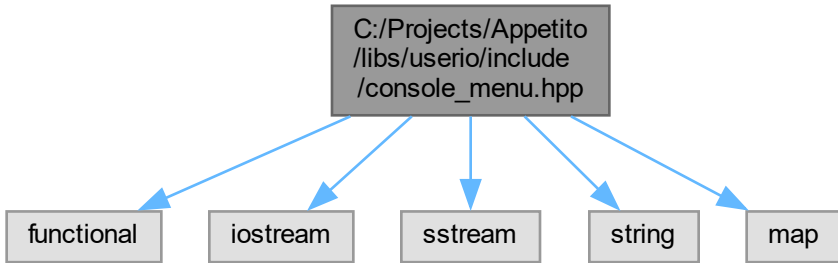 C:/Projects/Appetito
/libs/userio/include
/console_menu.hpp
functional
iostream
sstream
string
map